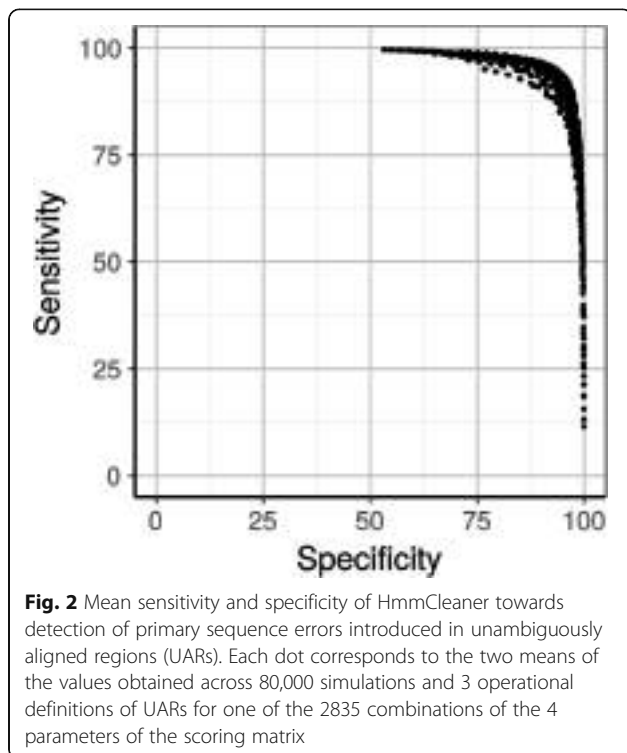 100
75
50
25
0
Sensitivity
0 25 50 75 100
Specificity
Fig. 2 Mean sensitivity and specificity of HmmCleaner towards
detection of primary sequence errors introduced in unambiguously
aligned regions (UARs). Each dot corresponds to the two means of
the values obtained across 80,000 simulations and 3 operational
definitions of UARs for one of the 2835 combinations of the 4
parameters of the scoring matrix